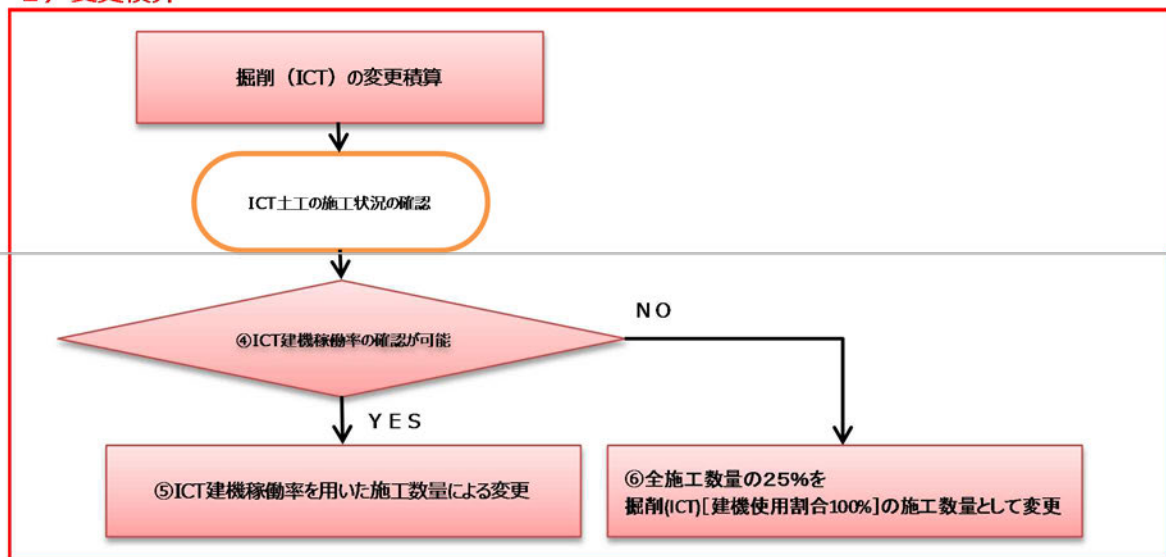 掘削（ICT）の変更積算
ICT土工の施工状況の確認
④ICT建機稼働率の確認が可能
ＮＯ
ＹＥＳ
⑤ICT建機稼働率を用いた施工数量による変更
⑥全施工数量の25%を
掘削(ICT)[建機使用割合100%]の施工数量として変更